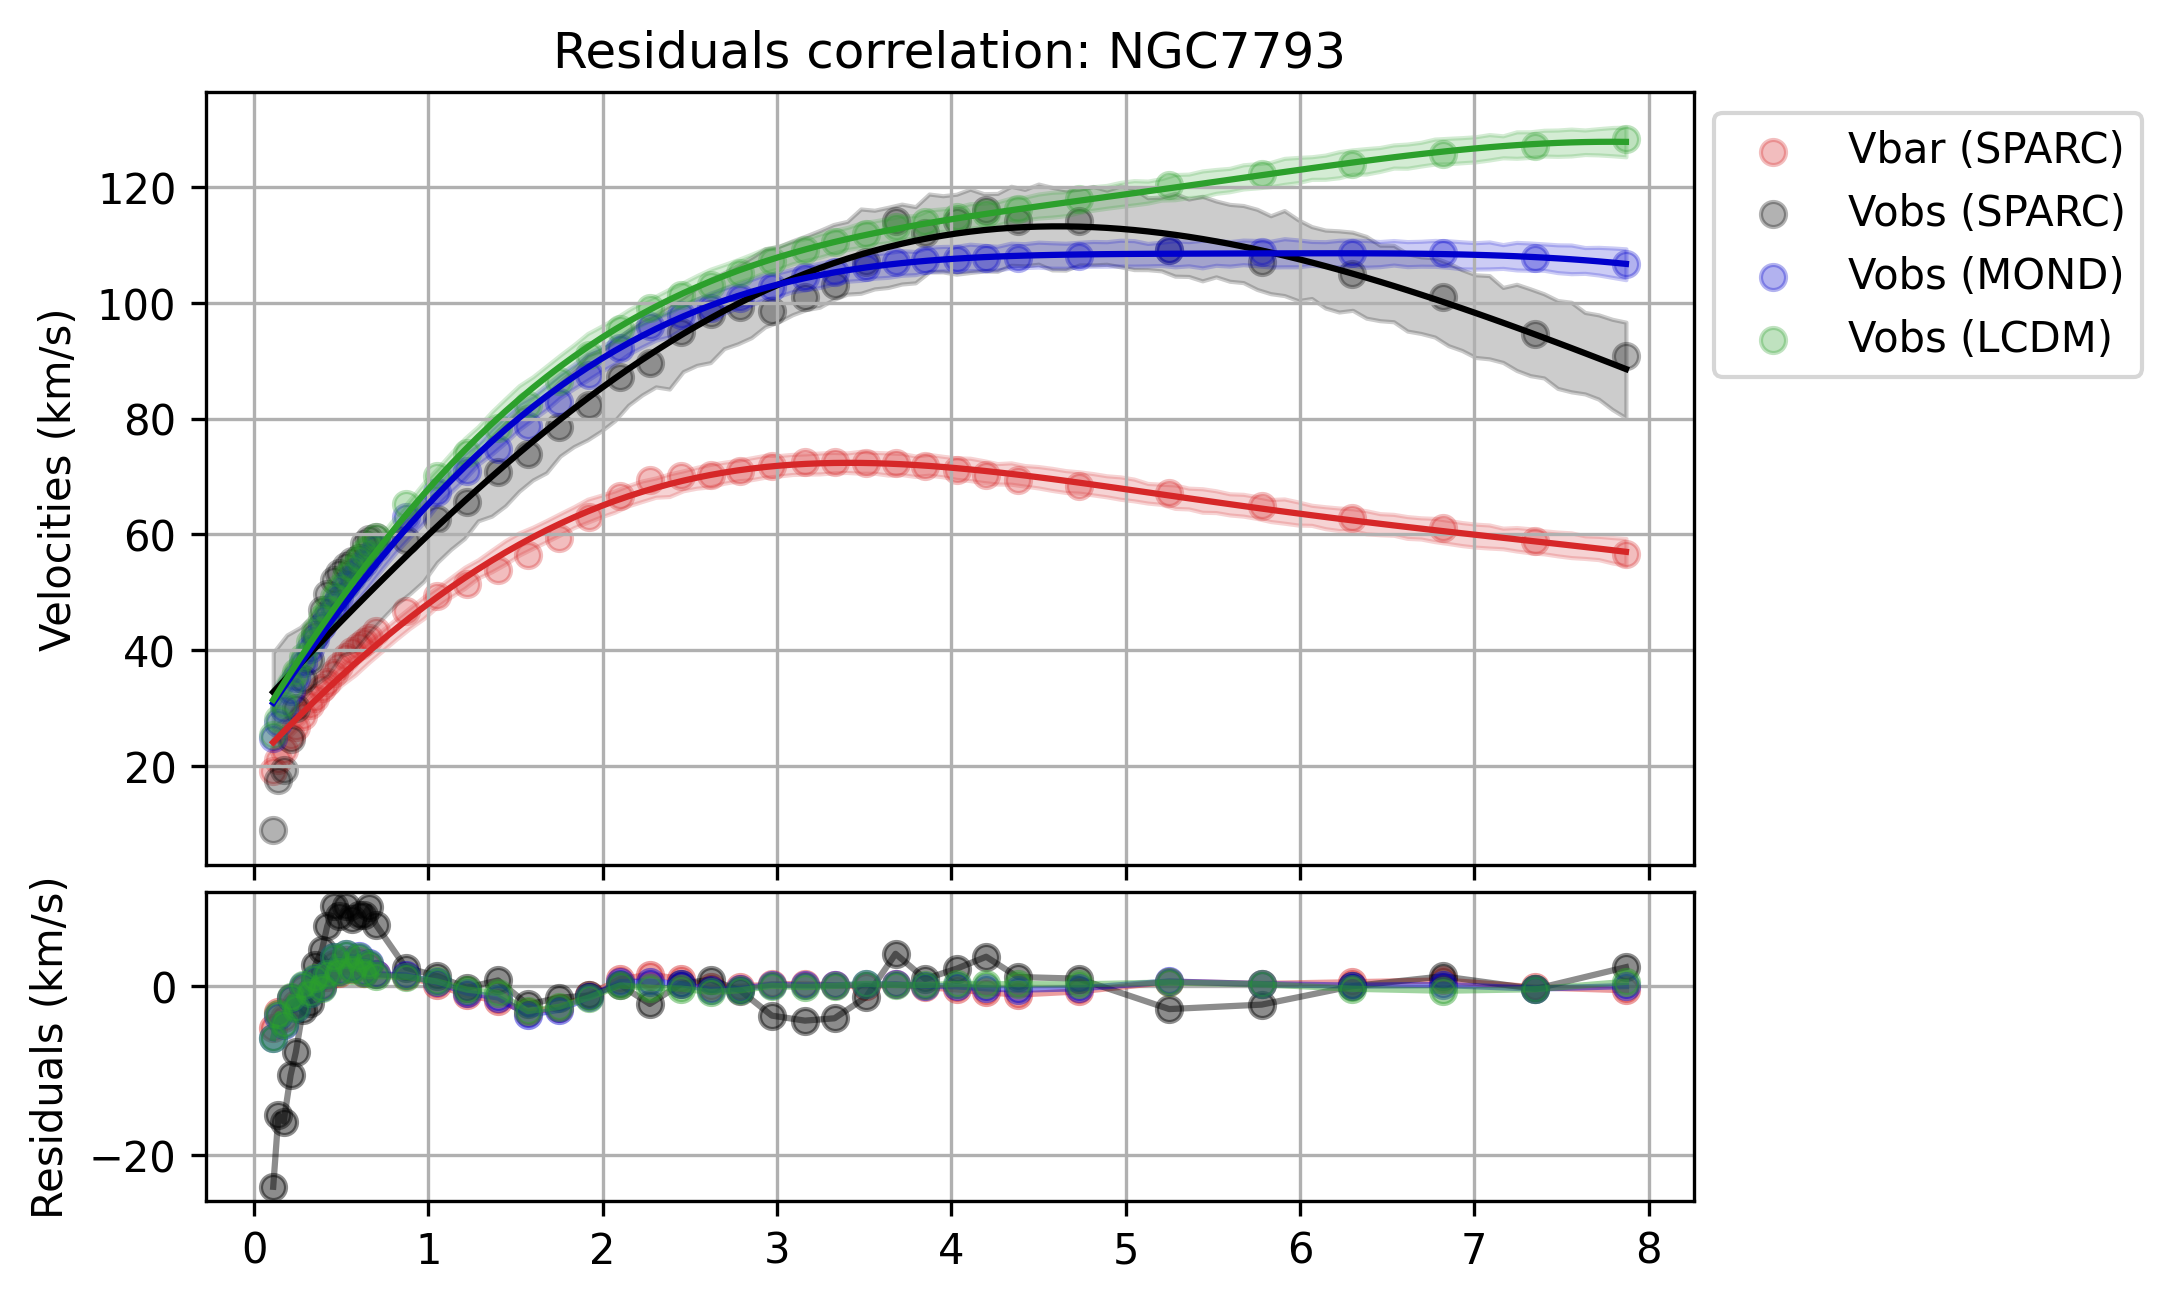 Residuals correlation: NGC7793
Velocities (km/s)
120
100
80
60
40
20
Vbar (SPARC)
Vobs (SPARC)
Vobs (MOND)
Vobs (LCDM)
Residuals (km/s)
0
−20
0 1 2 3 4 5 6 7 8